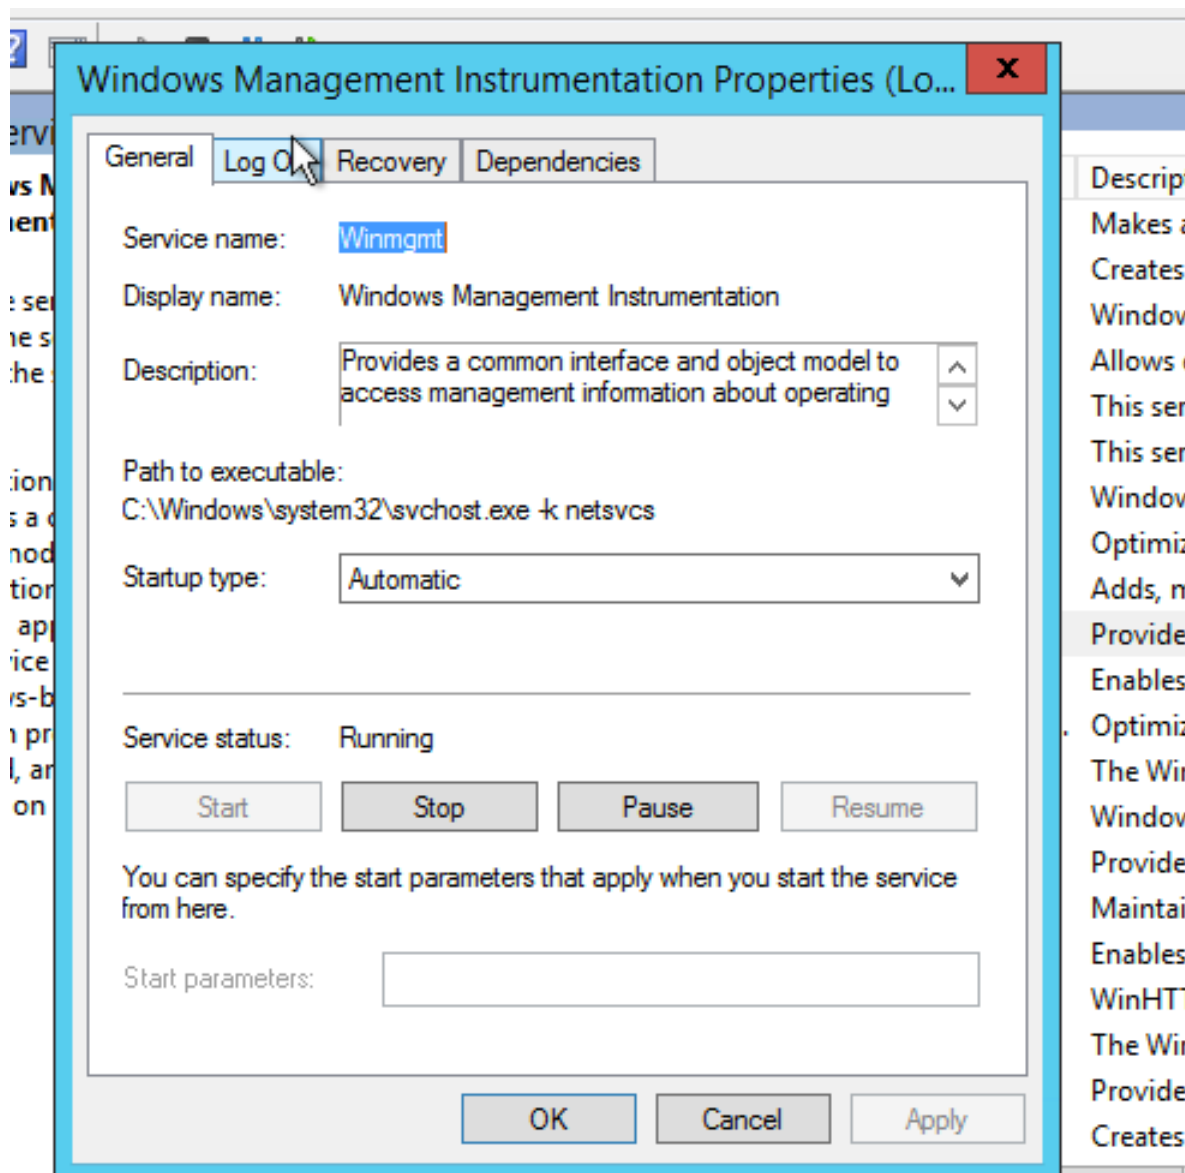 Windows Management Instrumentation Properties (Lo...
General
Log O
Recovery
Dependencies
Service name:
Winmgmt
Display name:
Windows Management Instrumentation
Description:
Provides a common interface and object model to
access management information about operating
Path to executable:
C:\Windows\system32\svchost.exe -k netsvcs
Startup type:
Automatic
Service status:
Running
Start
Stop
Pause
Resume
You can specify the start parameters that apply when you start the service
from here.
Start parameters:
OK
Cancel
Apply
Descrip
Makes
Creates
Window
Allows
This ser
This ser
Window
Optimiz
Adds, m
Provide
Enables
Optimiz
The Wi
Window
Provide
Maintai
Enables
WinHTT
The Wi
Provide
Creates